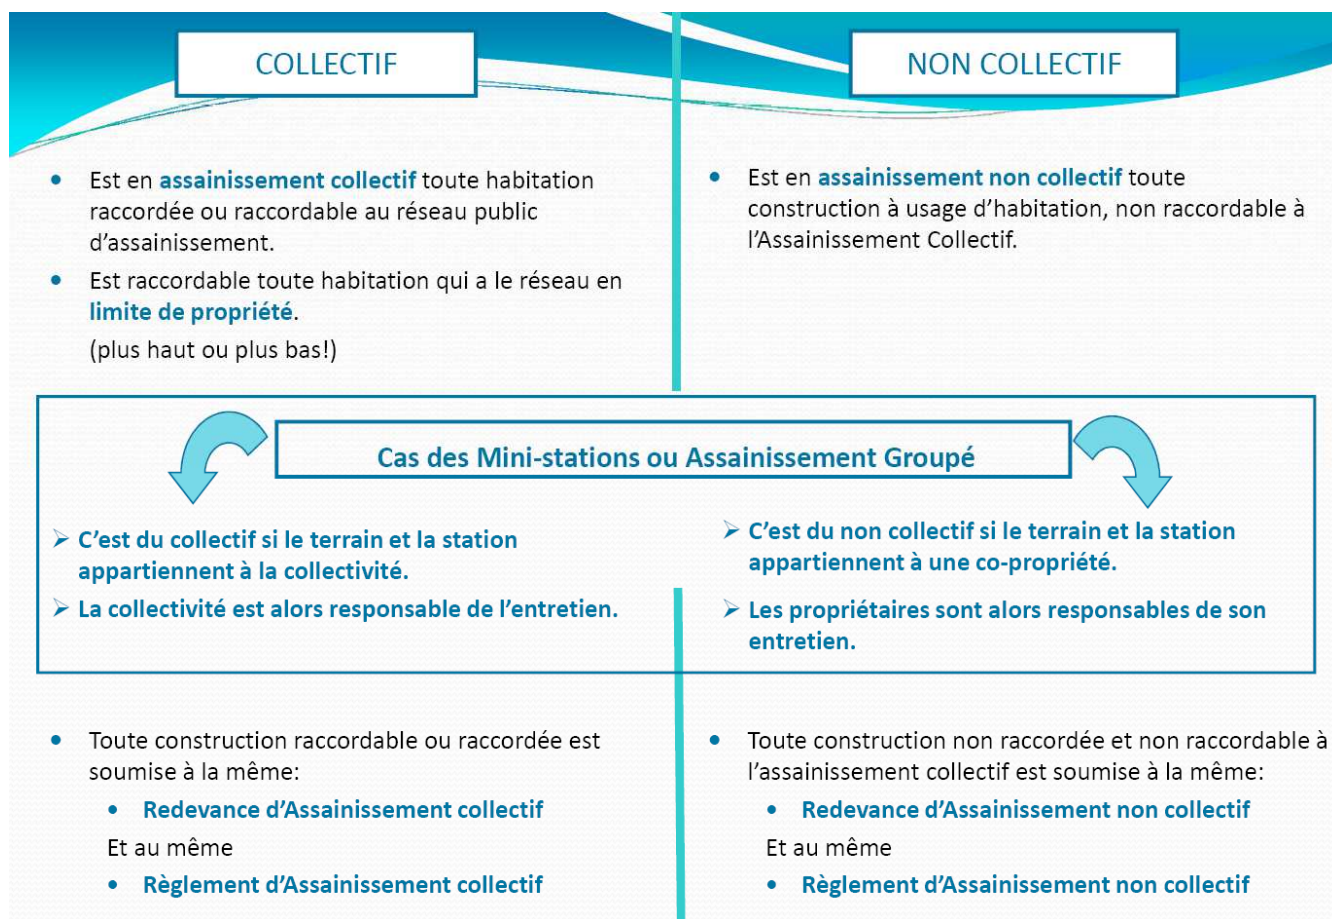 COLLECTIF
• Est en assainissement collectif toute habitation
raccordée ou raccordable au réseau public
d'assainissement.
• Est raccordable toute habitation qui a le réseau en
limite de propriété.
(plus haut ou plus bas!)
NON COLLECTIF
• Est en assainissement non collectif toute
construction à usage d'habitation, non raccordable à
l'Assainissement Collectif.
Cas des Mini-stations ou Assainissement Groupé
➢ C'est du collectif si le terrain et la station
appartiennent à la collectivité.
➢ La collectivité est alors responsable de l'entretien.
➢ C'est du non collectif si le terrain et la station
appartiennent à une co-propriété.
➢ Les propriétaires sont alors responsables de son
entretien.
• Toute construction raccordable ou raccordée est
soumise à la même:
• Redevance d'Assainissement collectif
Et au même
• Règlement d'Assainissement collectif
• Toute construction non raccordée et non raccordable à
l'assainissement collectif est soumise à la même:
• Redevance d'Assainissement non collectif
Et au même
• Règlement d'Assainissement non collectif